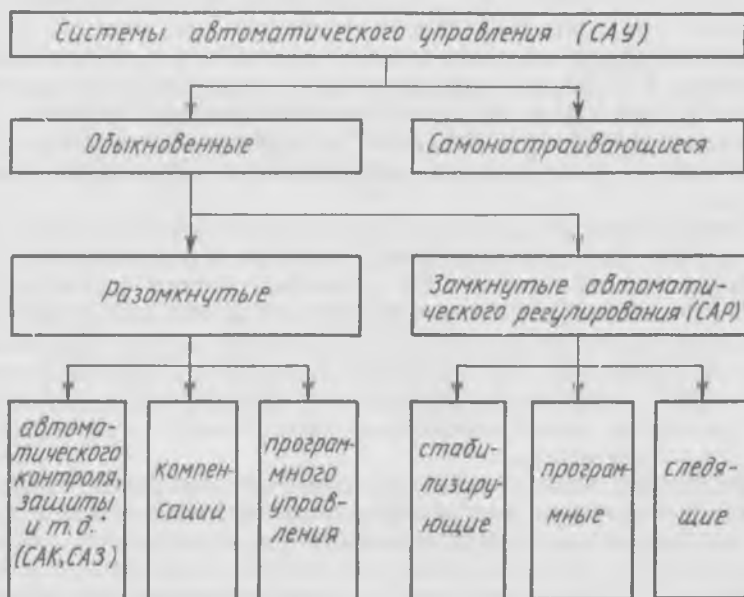 Системы автоматического управления (САУ)
Обыкновенные
Самонастраивающиеся
Разомкнутые
Замкнутые автомати-
ческого регулирования (САР)
автома-
тического
контроля,
защиты
и т.д.
(САК,САЗ)
компен-
сации
програм-
много
управ-
ления
стаби-
лизиру-
ющие
програм-
мные
следя-
щие